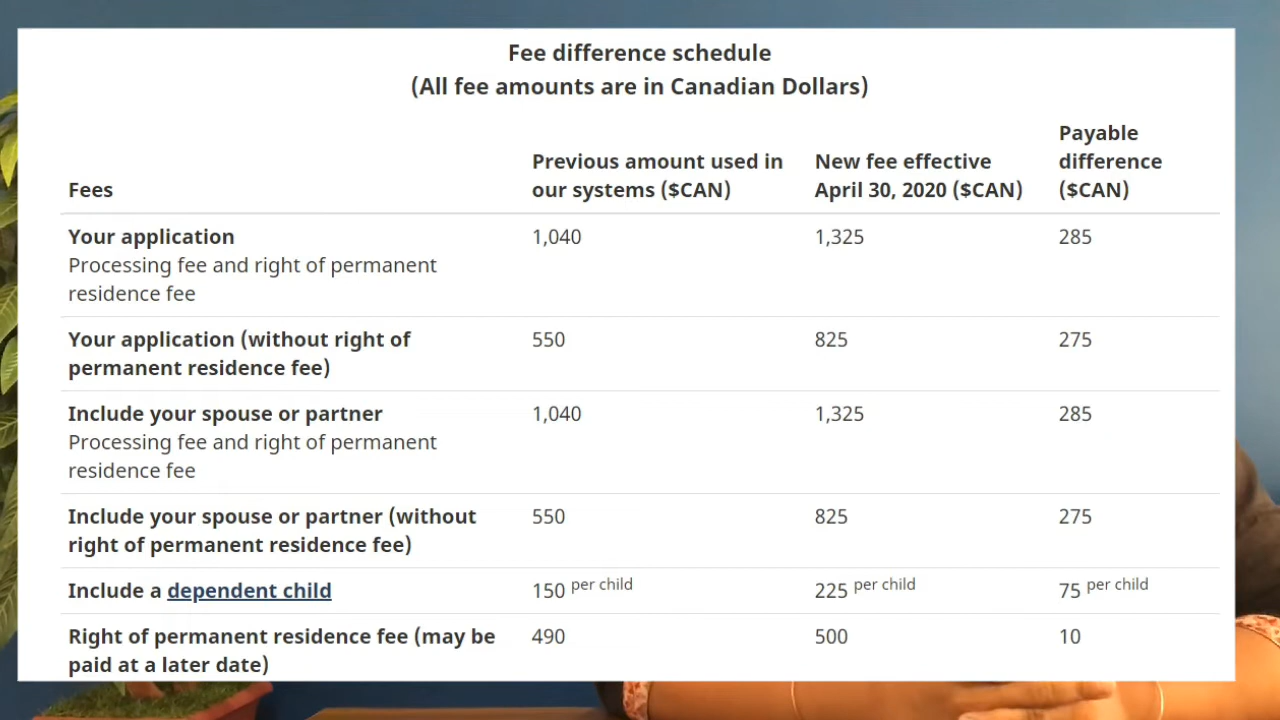 Fee difference schedule
(All fee amounts are in Canadian Dollars)
Fees
Previous amount used in
our systems ($CAN)
New fee effective
April 30, 2020 ($CAN)
Payable
difference
($CAN)
Your application
Processing fee and right of permanent
residence fee
1,040
1,325
285
Your application (without right of
permanent residence fee)
550
825
275
Include your spouse or partner
Processing fee and right of permanent
residence fee
1,040
1,325
285
Include your spouse or partner (without
right of permanent residence fee)
550
825
275
Include a dependent child
150 per child
225 per child
75 per child
Right of permanent residence fee (may be
paid at a later date)
490
500
10